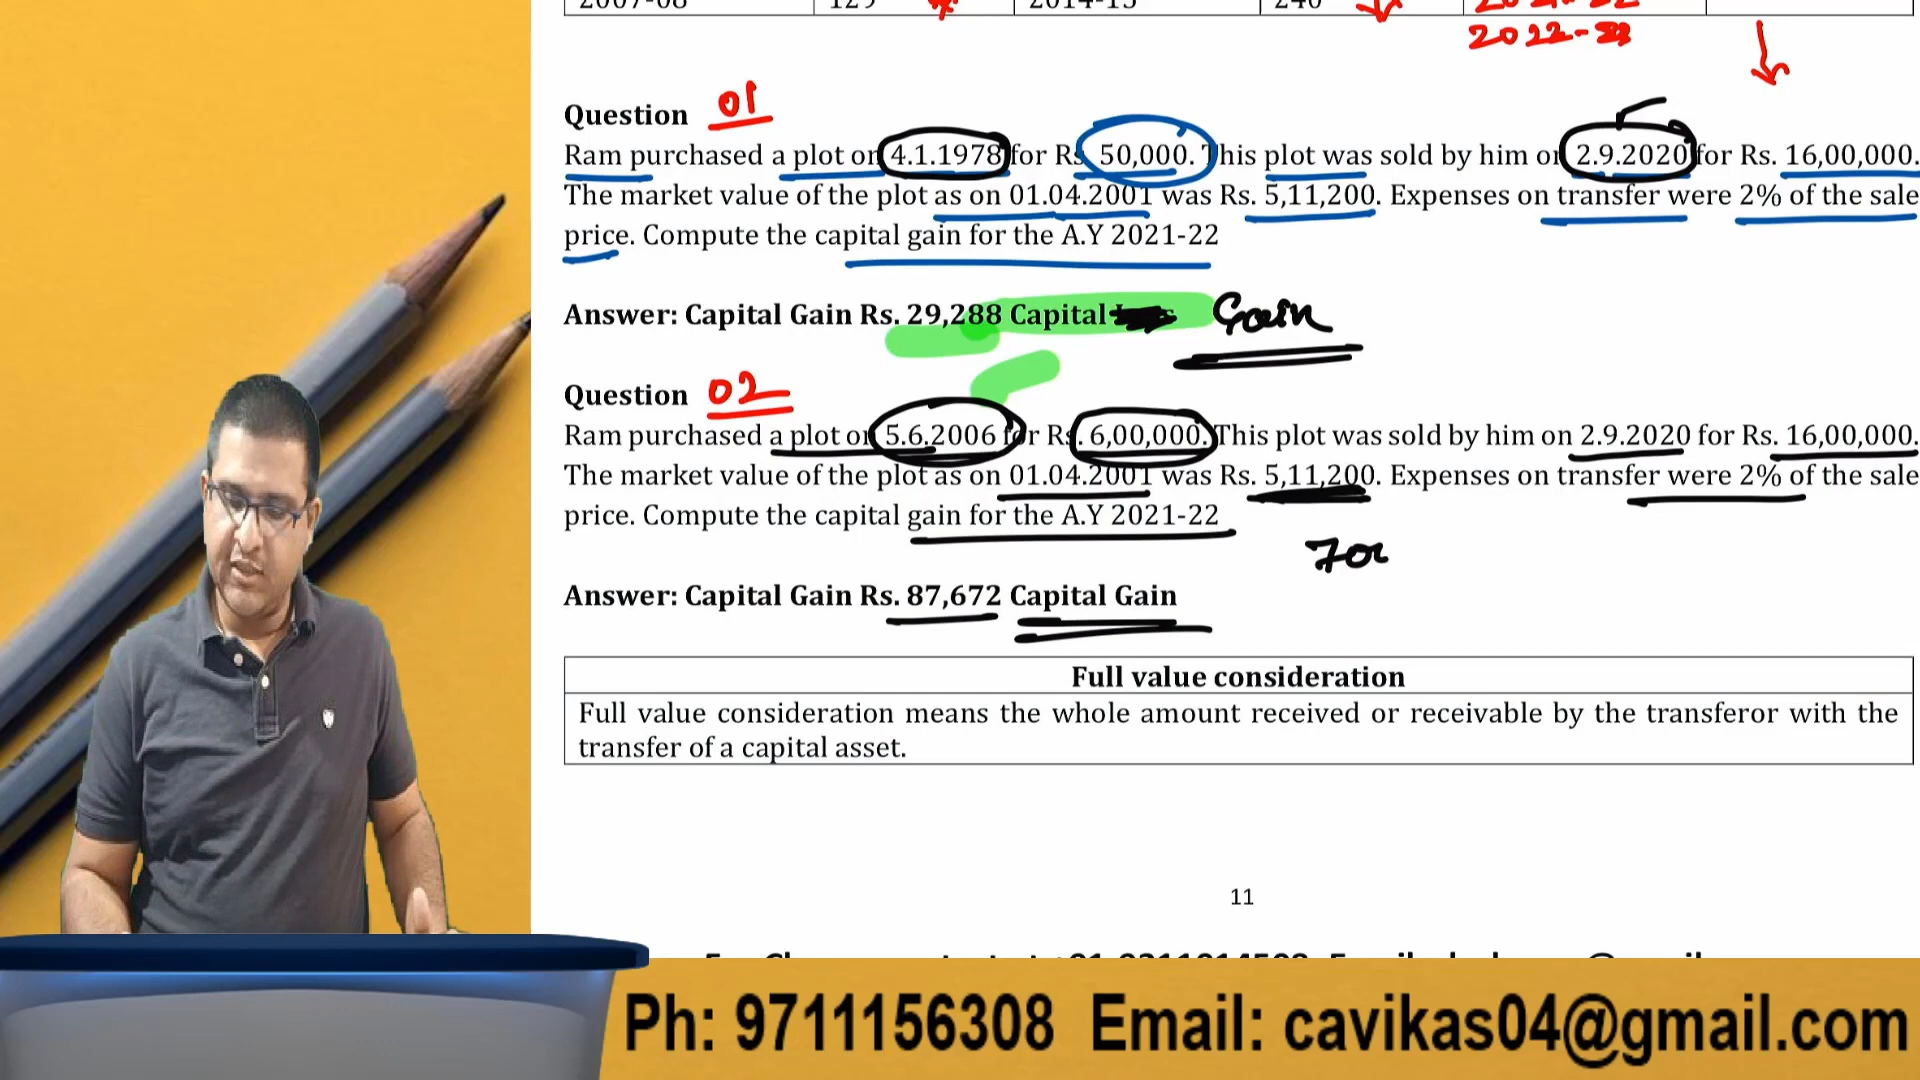 2007-08 129 2014-15 240
2022-23
Question 01
Ram purchased a plot on 4.1.1978 for Rs. 50,000. This plot was sold by him on 2.9.2020 for Rs. 16,00,000.
The market value of the plot as on 01.04.2001 was Rs. 5,11,200. Expenses on transfer were 2% of the sale
price. Compute the capital gain for the A.Y 2021-22
Answer: Capital Gain Rs. 29,288 Capital Gain
Question 02
Ram purchased a plot on 5.6.2006 for Rs. 6,00,000. This plot was sold by him on 2.9.2020 for Rs. 16,00,000.
The market value of the plot as on 01.04.2001 was Rs. 5,11,200. Expenses on transfer were 2% of the sale
price. Compute the capital gain for the A.Y 2021-22
Answer: Capital Gain Rs. 87,672 Capital Gain
Full value consideration
Full value consideration means the whole amount received or receivable by the transferor with the
transfer of a capital asset.
11
Ph: 9711156308 Email: cavikas04@gmail.com